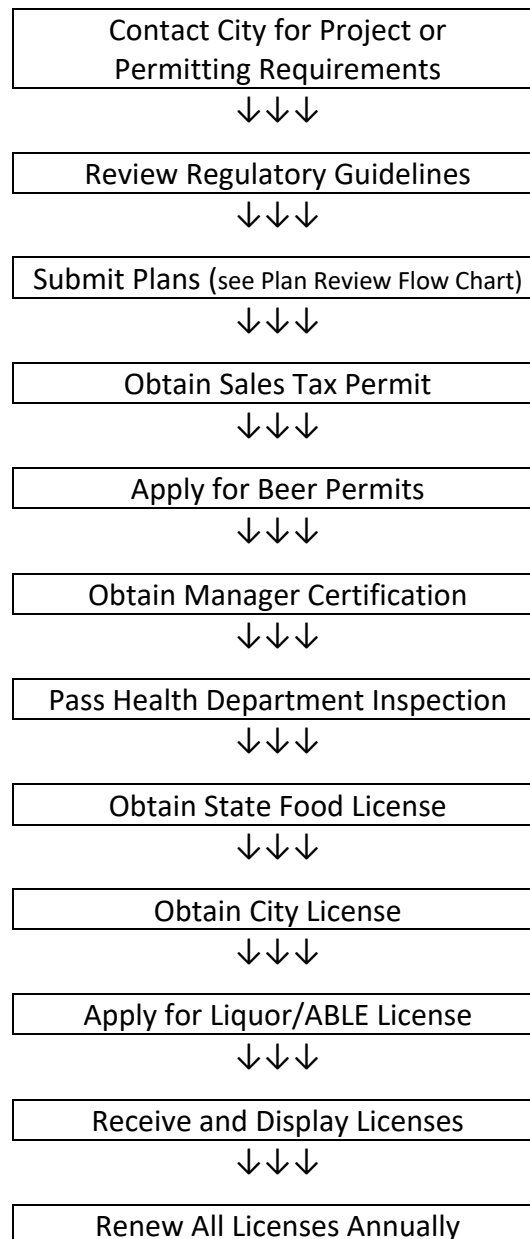 Contact City for Project or
Permitting Requirements
↓↓↓
Review Regulatory Guidelines
↓↓↓
Submit Plans (see Plan Review Flow Chart)
↓↓↓
Obtain Sales Tax Permit
↓↓↓
Apply for Beer Permits
↓↓↓
Obtain Manager Certification
↓↓↓
Pass Health Department Inspection
↓↓↓
Obtain State Food License
↓↓↓
Obtain City License
↓↓↓
Apply for Liquor/ABLE License
↓↓↓
Receive and Display Licenses
↓↓↓
Renew All Licenses Annually